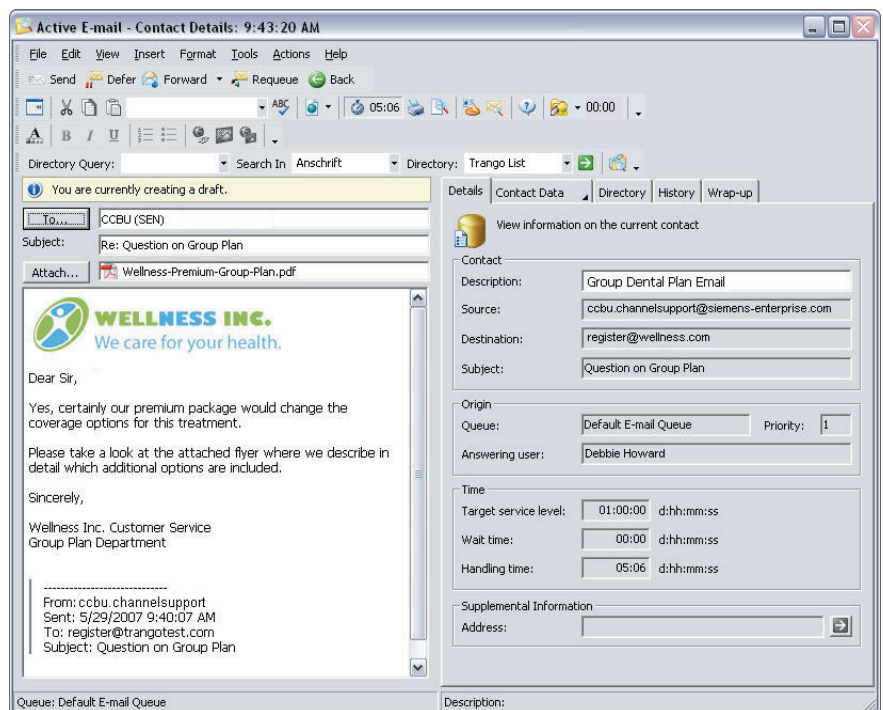 Active E-mail - Contact Details: 9:43:20 AM
File Edit View Insert Format Tools Actions Help
Send Defer Forward Requeue Back
ABC 05:06 00:00
A B I U
Directory Query: Search In Anschrift Directory: Trango List
You are currently creating a draft.
To... CCBU (SEN)
Subject: Re: Question on Group Plan
Attach... Wellness-Premium-Group-Plan.pdf
WELLNESS INC.
We care for your health.
Dear Sir,
Yes, certainly our premium package would change the
coverage options for this treatment.
Please take a look at the attached flyer where we describe in
detail which additional options are included.
Sincerely,
Wellness Inc. Customer Service
Group Plan Department
----------------------------
From: ccbu.channelsupport
Sent: 5/29/2007 9:40:07 AM
To: register@trangotest.com
Subject: Question on Group Plan
Details Contact Data Directory History Wrap-up
View information on the current contact
Contact
Description: Group Dental Plan Email
Source: ccbu.channelsupport@siemens-enterprise.com
Destination: register@wellness.com
Subject: Question on Group Plan
Origin
Queue: Default E-mail Queue Priority: 1
Answering user: Debbie Howard
Time
Target service level: 01:00:00 d:hh:mm:ss
Wait time: 00:00 d:hh:mm:ss
Handling time: 05:06 d:hh:mm:ss
Supplemental Information
Address:
Queue: Default E-mail Queue Description: